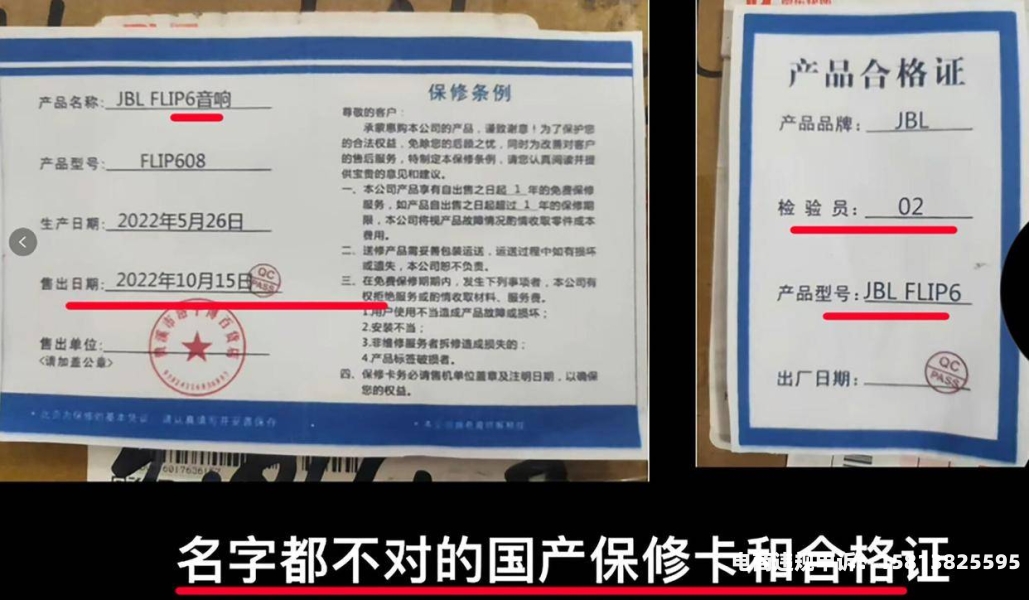 产品名称: JBL FLIP6音响
产品型号: FLIP608
生产日期: 2022年5月26日
售出日期: 2022年10月15日
QC
PASS
售出单位:
<请加盖公章>
保修条例
尊敬的客户:
承蒙惠购本公司的产品，谨致谢意！为了保护您
的合法权益，免除您的后顾之忧，同时为改善对客户
的售后服务，特制定本保修条例，请您认真阅读并提
供宝贵的意见和建议。
一、本公司产品享有自出售之日起 1 年的免费保修
服务，如产品自出售之日起超过 1 年的保修期
限，本公司将视产品故障情况酌情收取零件成本
费用。
二、送修产品需妥善包装运送，运送过程中如有损坏
或遗失，本公司恕不负责。
三、在免费保修期期内，发生下列事项者，本公司有
权拒绝服务或酌情收取材料、服务费。
1.用户使用不当造成产品故障或损坏；
2.安装不当；
3.非维修服务者拆修造成损失的；
4.产品标签破损者。
四、保修卡务必请售机单位盖章及注明日期，以确保
您的权益。
产品合格证
产品品牌: JBL
检 验 员: 02
产品型号: JBL FLIP6
出厂日期:
QC
PASS
名字都不对的国产保修卡和合格证
15813825595